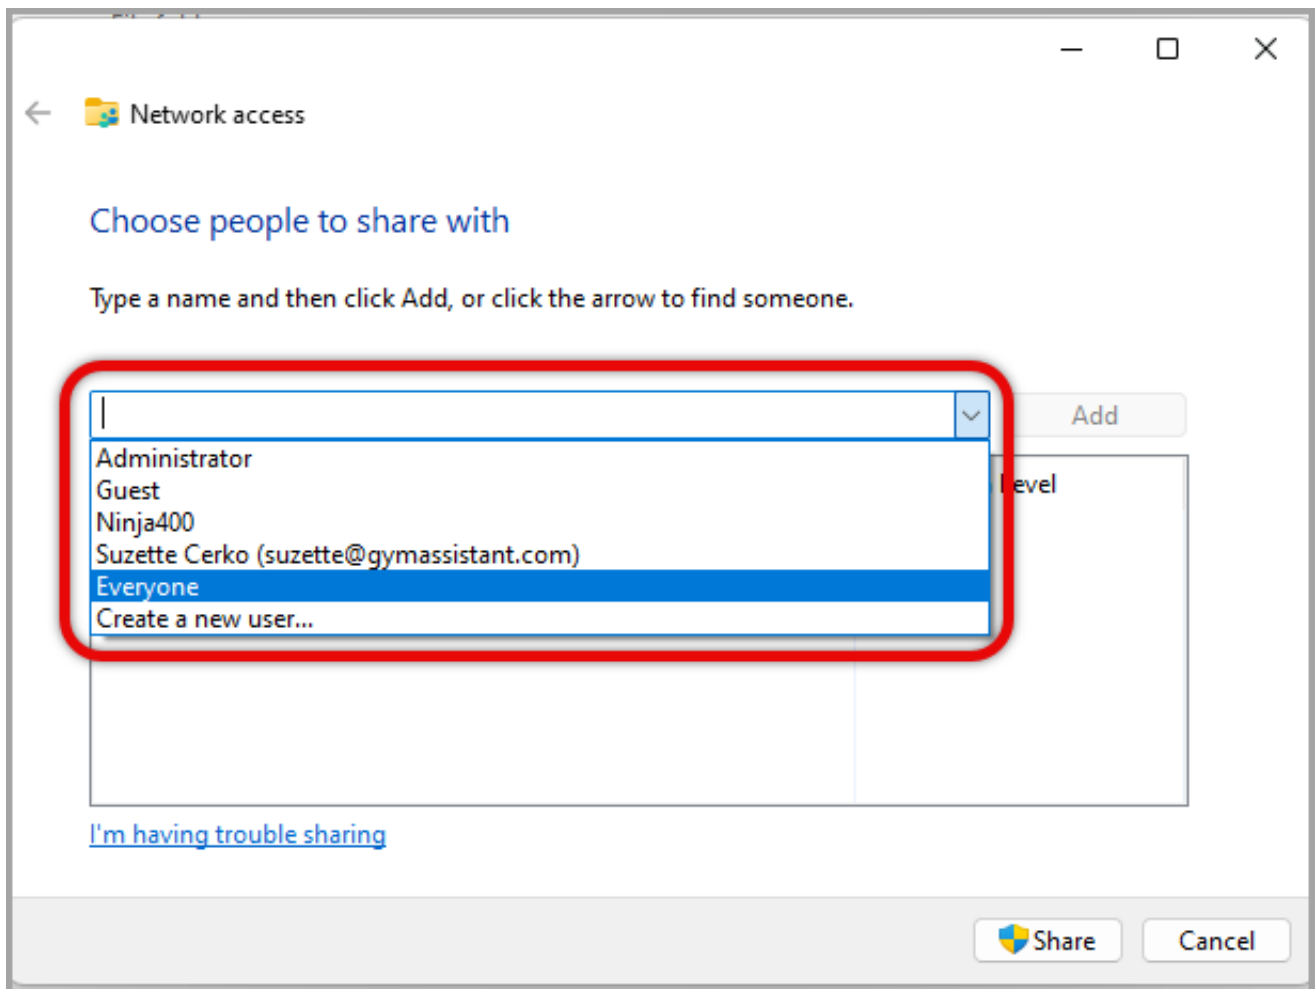 Network access
Choose people to share with
Type a name and then click Add, or click the arrow to find someone.
Add
Administrator
Guest
Level
Ninja400
Suzette Cerko (suzette@gymassistant.com)
Everyone
Create a new user...
I'm having trouble sharing
Share Cancel